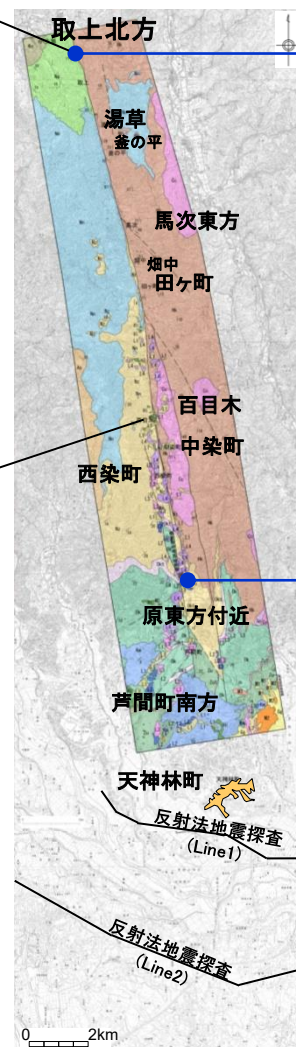 取上北方
湯草
釜の平
馬次東方
畑中
田ヶ町
百目木
中染町
西染町
原東方付近
芦間町南方
天神林町
反射法地震探査
(Line1)
反射法地震探査
(Line2)
0 2km